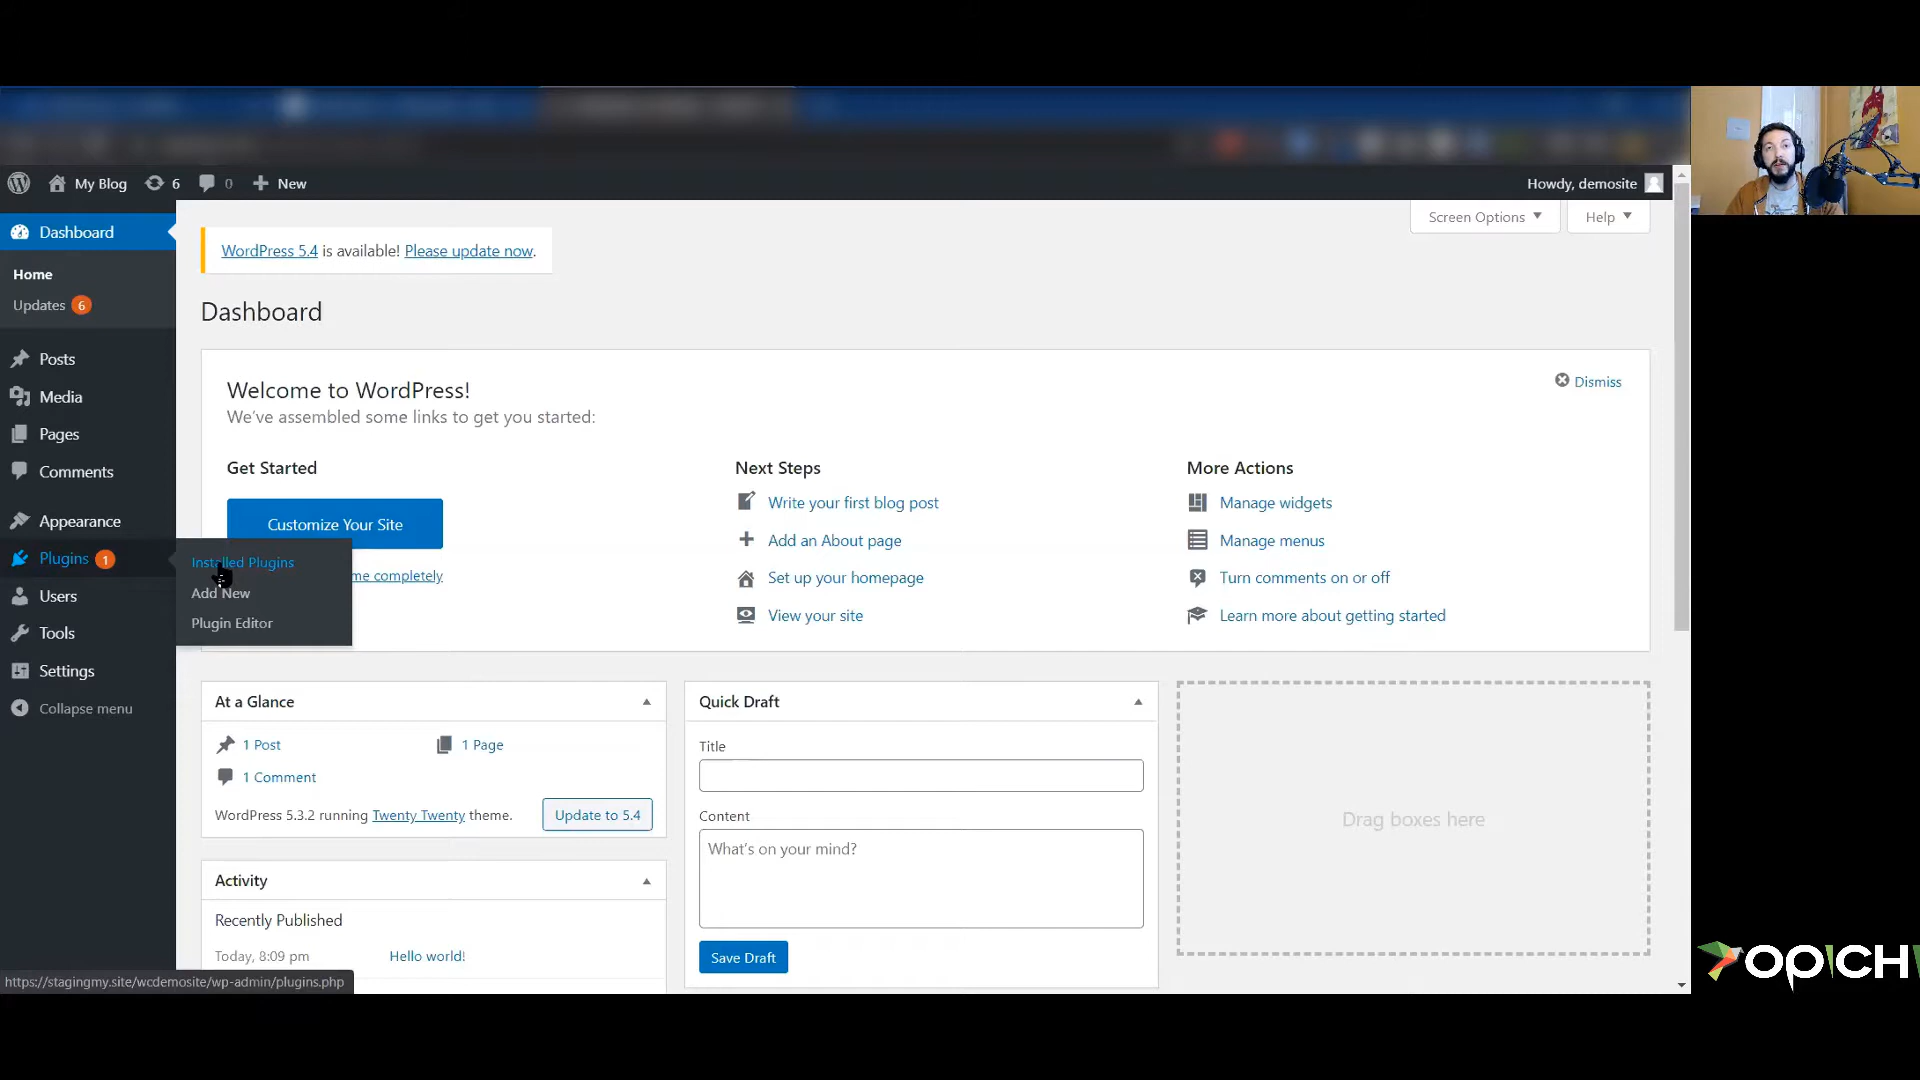 My Blog 6 0 New
Howdy, demosite
Dashboard
Home
Updates 6
Posts
Media
Pages
Comments
Appearance
Plugins 1
Users
Tools
Settings
Collapse menu
Installed Plugins
Add New
Plugin Editor
Screen Options
Help
WordPress 5.4 is available! Please update now.
Dashboard
Welcome to WordPress!
We've assembled some links to get you started:
Dismiss
Get Started
Customize Your Site
me completely
Next Steps
Write your first blog post
Add an About page
Set up your homepage
View your site
More Actions
Manage widgets
Manage menus
Turn comments on or off
Learn more about getting started
At a Glance
1 Post
1 Page
1 Comment
WordPress 5.3.2 running Twenty Twenty theme.
Update to 5.4
Activity
Recently Published
Today, 8:09 pm
Hello world!
Quick Draft
Title
Content
What's on your mind?
Save Draft
Drag boxes here
https://stagingmy.site/wcdemosite/wp-admin/plugins.php
OPICH